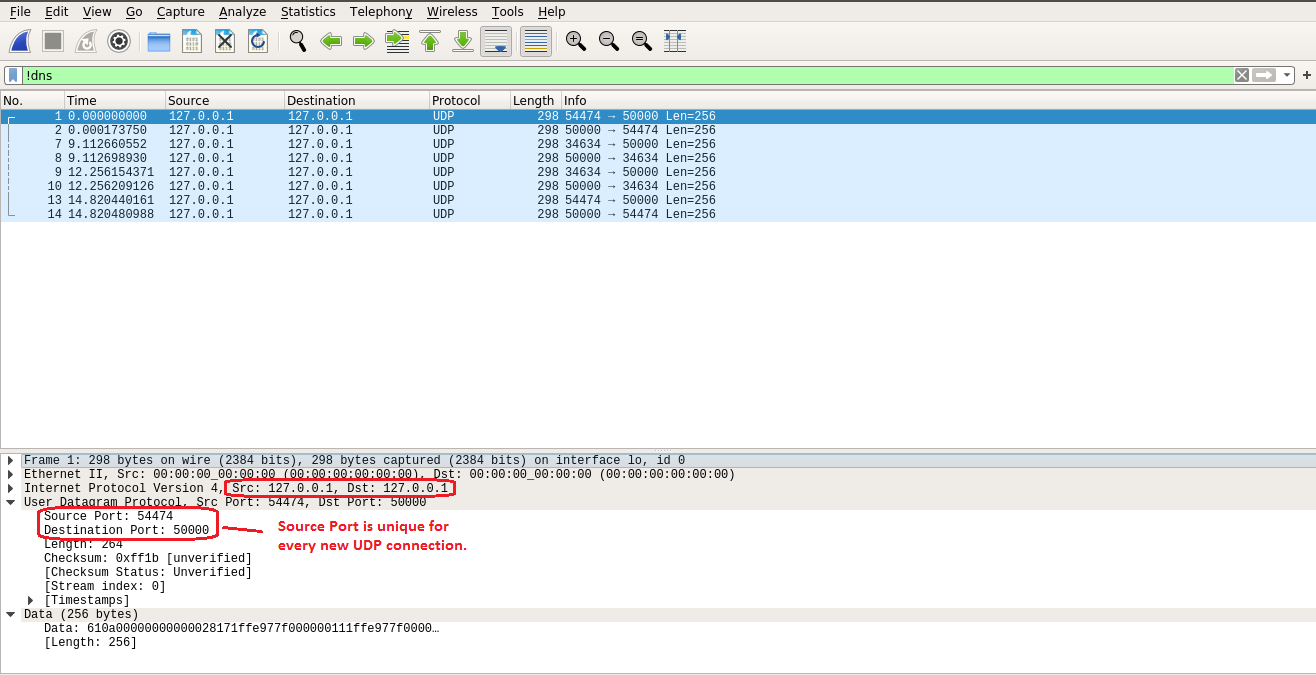 File Edit View Go Capture Analyze Statistics Telephony Wireless Tools Help
!dns
No. Time Source Destination Protocol Length Info
1 0.000000000 127.0.0.1 127.0.0.1 UDP 298 54474 → 50000 Len=256
2 0.000173750 127.0.0.1 127.0.0.1 UDP 298 50000 → 54474 Len=256
7 9.112660552 127.0.0.1 127.0.0.1 UDP 298 34634 → 50000 Len=256
8 9.112698930 127.0.0.1 127.0.0.1 UDP 298 50000 → 34634 Len=256
9 12.256154371 127.0.0.1 127.0.0.1 UDP 298 34634 → 50000 Len=256
10 12.256209126 127.0.0.1 127.0.0.1 UDP 298 50000 → 34634 Len=256
13 14.820440161 127.0.0.1 127.0.0.1 UDP 298 54474 → 50000 Len=256
14 14.820480988 127.0.0.1 127.0.0.1 UDP 298 50000 → 54474 Len=256
Frame 1: 298 bytes on wire (2384 bits), 298 bytes captured (2384 bits) on interface lo, id 0
Ethernet II, Src: 00:00:00_00:00:00 (00:00:00:00:00:00), Dst: 00:00:00_00:00:00 (00:00:00:00:00:00)
Internet Protocol Version 4, Src: 127.0.0.1, Dst: 127.0.0.1
User Datagram Protocol, Src Port: 54474, Dst Port: 50000
Source Port: 54474
Destination Port: 50000
Source Port is unique for
every new UDP connection.
Length: 264
Checksum: 0xff1b [unverified]
[Checksum Status: Unverified]
[Stream index: 0]
[Timestamps]
Data (256 bytes)
Data: 610a00000000000028171ffe977f000000111ffe977f0000…
[Length: 256]